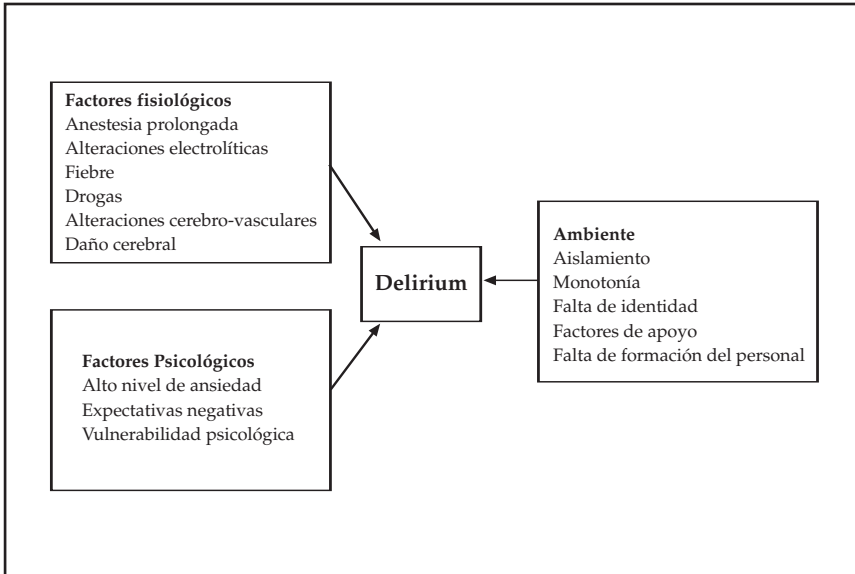 Factores fisiológicos
Anestesia prolongada
Alteraciones electrolíticas
Fiebre
Drogas
Alteraciones cerebro-vasculares
Daño cerebral
Factores Psicológicos
Alto nivel de ansiedad
Expectativas negativas
Vulnerabilidad psicológica
Delirium
Ambiente
Aislamiento
Monotonía
Falta de identidad
Factores de apoyo
Falta de formación del personal